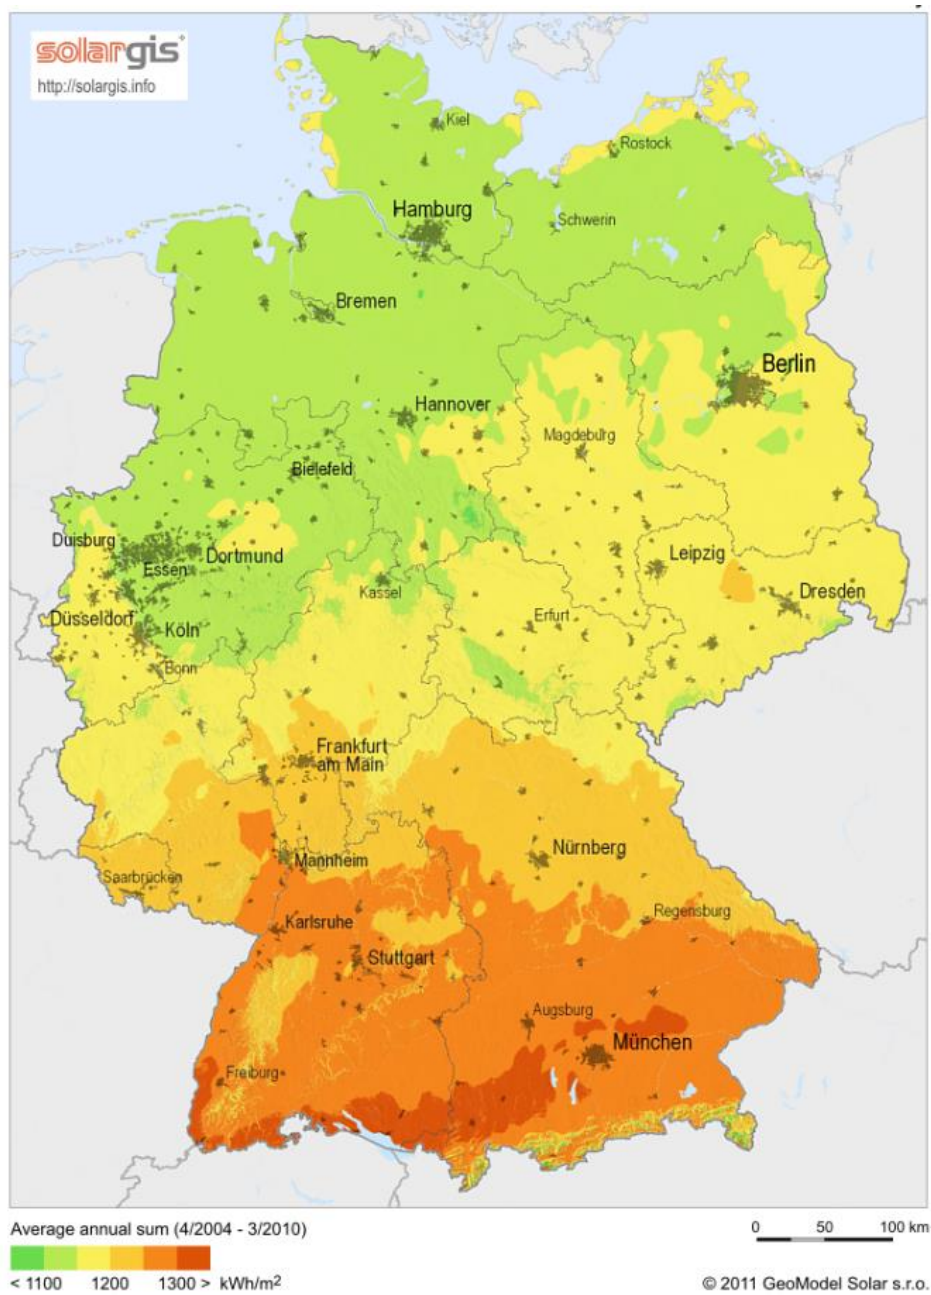 solargis
http://solargis.info
Kiel
Rostock
Hamburg
Schwerin
Bremen
Berlin
Hannover
Magdeburg
Bielefeld
Duisburg
Dortmund
Essen
Leipzig
Kassel
Dresden
Düsseldorf
Köln
Erfurt
Bonn
Frankfurt
am Main
Nürnberg
Mannheim
Saarbrücken
Regensburg
Karlsruhe
Stuttgart
Augsburg
München
Freiburg
Average annual sum (4/2004 - 3/2010)
0 50 100 km
< 1100 1200 1300 > kWh/m²
© 2011 GeoModel Solar s.r.o.